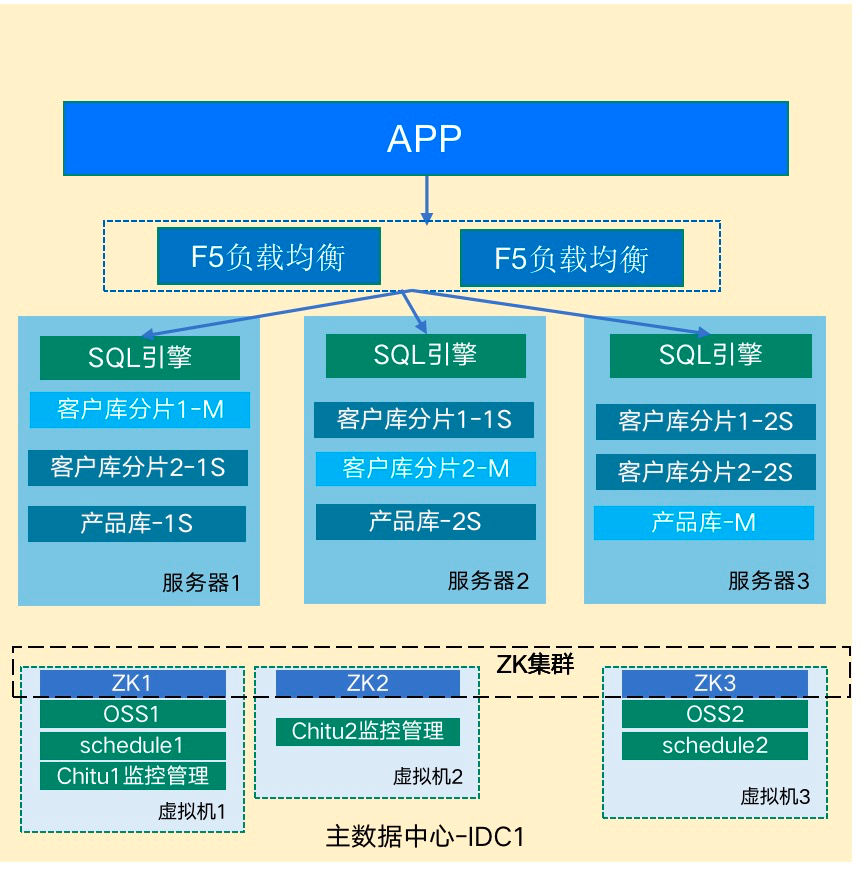 APP
F5负载均衡
F5负载均衡
SQL引擎
客户库分片1-M
客户库分片2-1S
产品库-1S
服务器1
SQL引擎
客户库分片1-1S
客户库分片2-M
产品库-2S
服务器2
SQL引擎
客户库分片1-2S
客户库分片2-2S
产品库-M
服务器3
ZK集群
ZK1
OSS1
schedule1
Chitu1监控管理
虚拟机1
ZK2
Chitu2监控管理
虚拟机2
ZK3
OSS2
schedule2
虚拟机3
主数据中心-IDC1